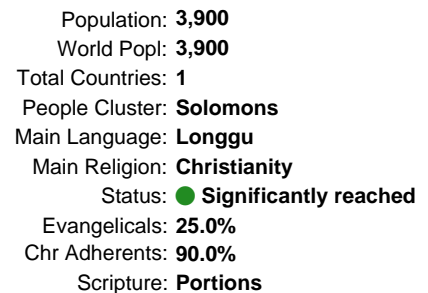 Population: 3,900
World Popl: 3,900
Total Countries: 1
People Cluster: Solomons
Main Language: Longgu
Main Religion: Christianity
Status: Significantly reached
Evangelicals: 25.0%
Chr Adherents: 90.0%
Scripture: Portions